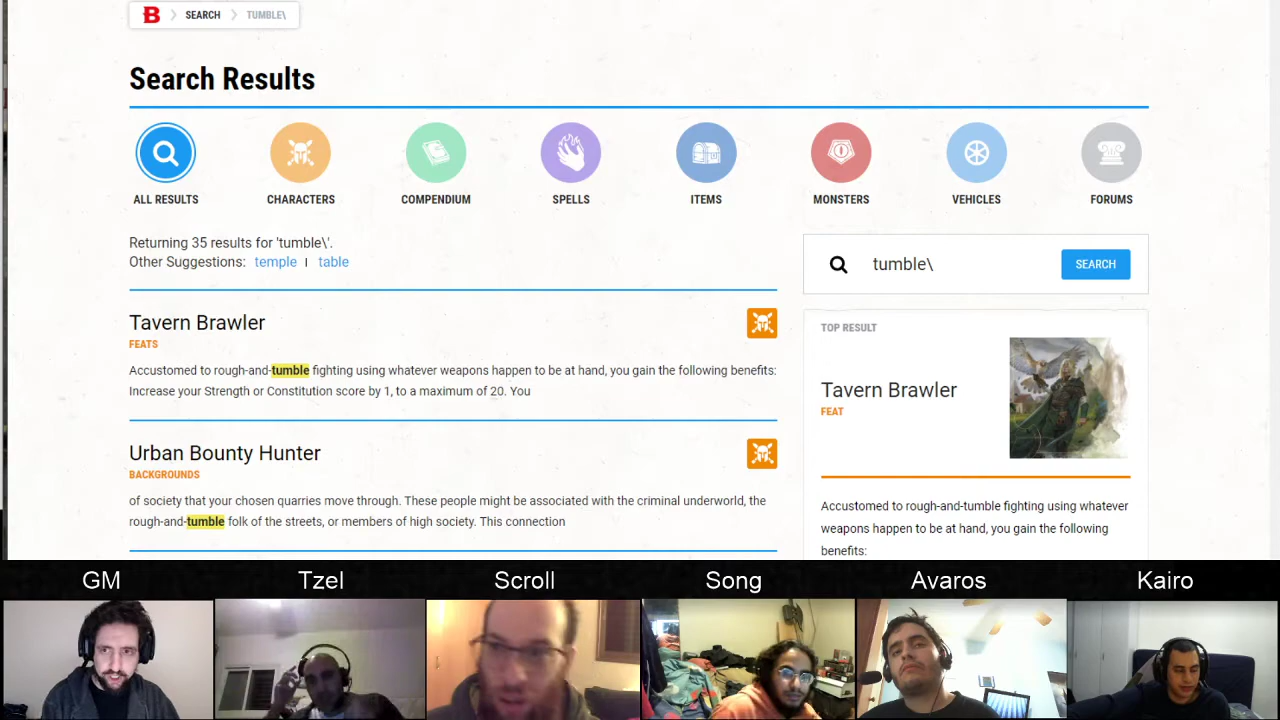 B SEARCH TUMBLE\
Search Results
ALL RESULTS CHARACTERS COMPENDIUM SPELLS ITEMS MONSTERS VEHICLES FORUMS
Returning 35 results for 'tumble\'.
Other Suggestions: temple | table
tumble\ SEARCH
Tavern Brawler
FEATS
Accustomed to rough-and-tumble fighting using whatever weapons happen to be at hand, you gain the following benefits:
Increase your Strength or Constitution score by 1, to a maximum of 20. You
Urban Bounty Hunter
BACKGROUNDS
of society that your chosen quarries move through. These people might be associated with the criminal underworld, the
rough-and-tumble folk of the streets, or members of high society. This connection
TOP RESULT
Tavern Brawler
FEAT
Accustomed to rough-and-tumble fighting using whatever
weapons happen to be at hand, you gain the following
benefits:
GM Tzel Scroll Song Avaros Kairo